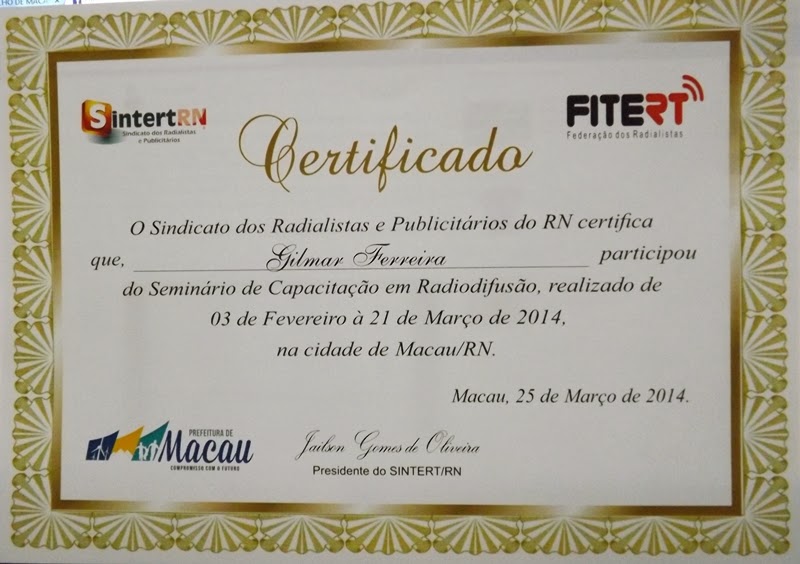 SintertRN
Sindicato dos Radialistas
e Publicitários
FITERT
Federação dos Radialistas
Certificado
O Sindicato dos Radialistas e Publicitários do RN certifica
que, Gilmar Ferreira participou
do Seminário de Capacitação em Radiodifusão, realizado de
03 de Fevereiro à 21 de Março de 2014,
na cidade de Macau/RN.
Macau, 25 de Março de 2014.
PREFEITURA DE
Macau
COMPROMISSO COM O FUTURO
Jailson Gomes de Oliveira
Presidente do SINTERT/RN